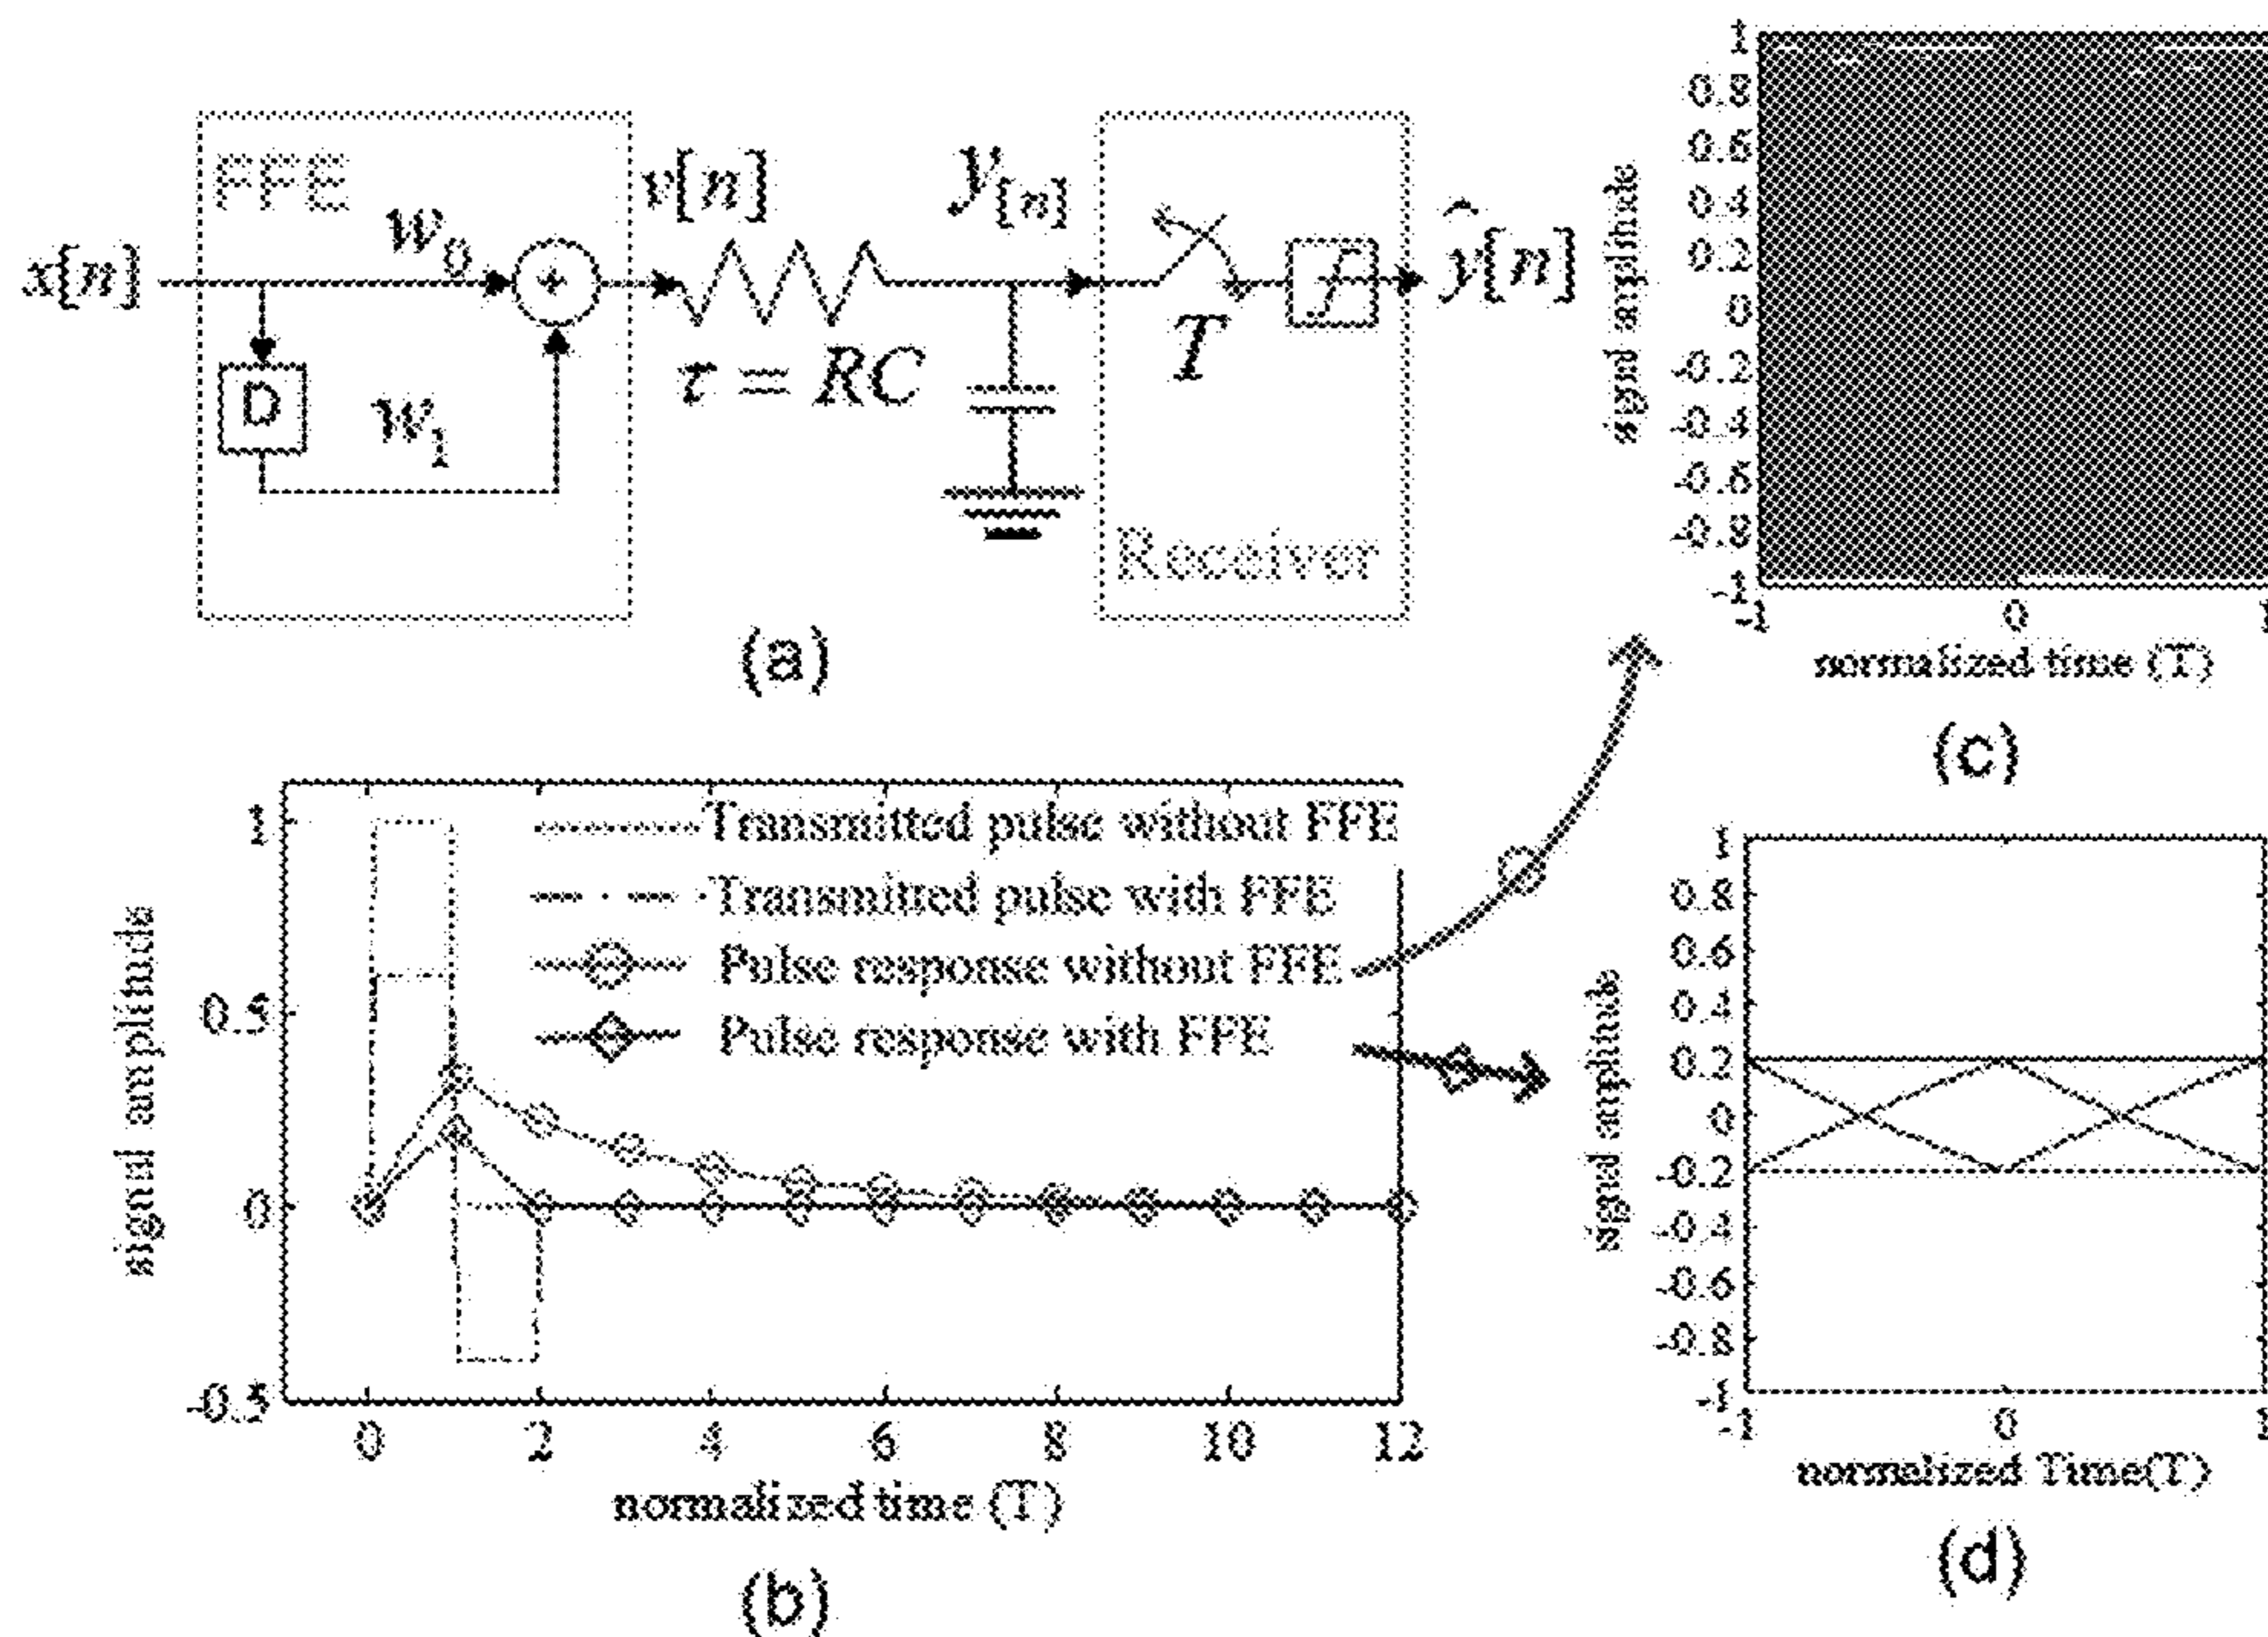 FFE
x[n]
w0
v[n]
y[n]
ŷ[n]
+
D
w1
τ = RC
T
Receiver
(a)
signal amplitude
1
0.8
0.6
0.4
0.2
0
-0.2
-0.4
-0.6
-0.8
-1
-1 0 1
normalized time (T)
(c)
signal amplitude
1
0.5
0
-0.5
Transmitted pulse without FFE
Transmitted pulse with FFE
Pulse response without FFE
Pulse response with FFE
0 2 4 6 8 10 12
normalized time (T)
(b)
signal amplitude
1
0.8
0.6
0.4
0.2
0
-0.2
-0.4
-0.6
-0.8
-1
-1 0 1
normalized Time(T)
(d)